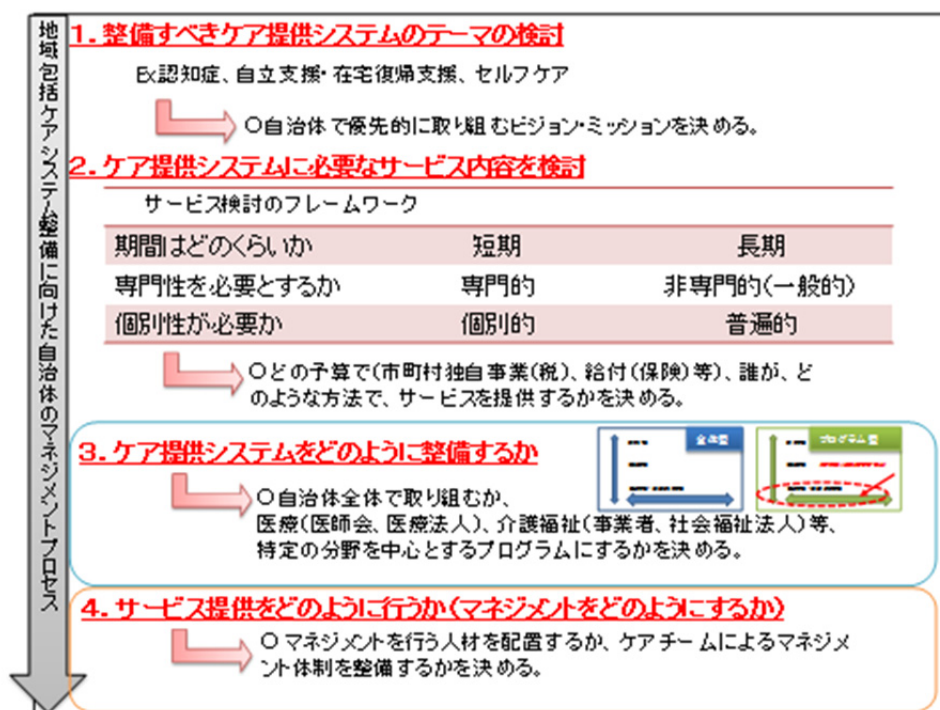 地域包括ケアシステム整備に向けた自治体のマネジメントプロセス
1. 整備すべきケア提供システムのテーマの検討
Ex認知症、自立支援・在宅復帰支援、セルフケア
○自治体で優先的に取り組むビジョン・ミッションを決める。
2. ケア提供システムに必要なサービス内容を検討
サービス検討のフレームワーク
期間はどのくらいか 短期 長期
専門性を必要とするか 専門的 非専門的(一般的)
個別性が必要か 個別的 普遍的
○どの予算で(市町村独自事業(税)、給付(保険)等)、誰が、ど
のような方法で、サービスを提供するかを決める。
3. ケア提供システムをどのように整備するか
全体型
プログラム型
○自治体全体で取り組むか、
医療(医師会、医療法人)、介護福祉(事業者、社会福祉法人)等、
特定の分野を中心とするプログラムにするかを決める。
4. サービス提供をどのように行うか(マネジメントをどのようにするか)
○ マネジメントを行う人材を配置するか、ケアチームによるマネジメ
ント体制を整備するかを決める。